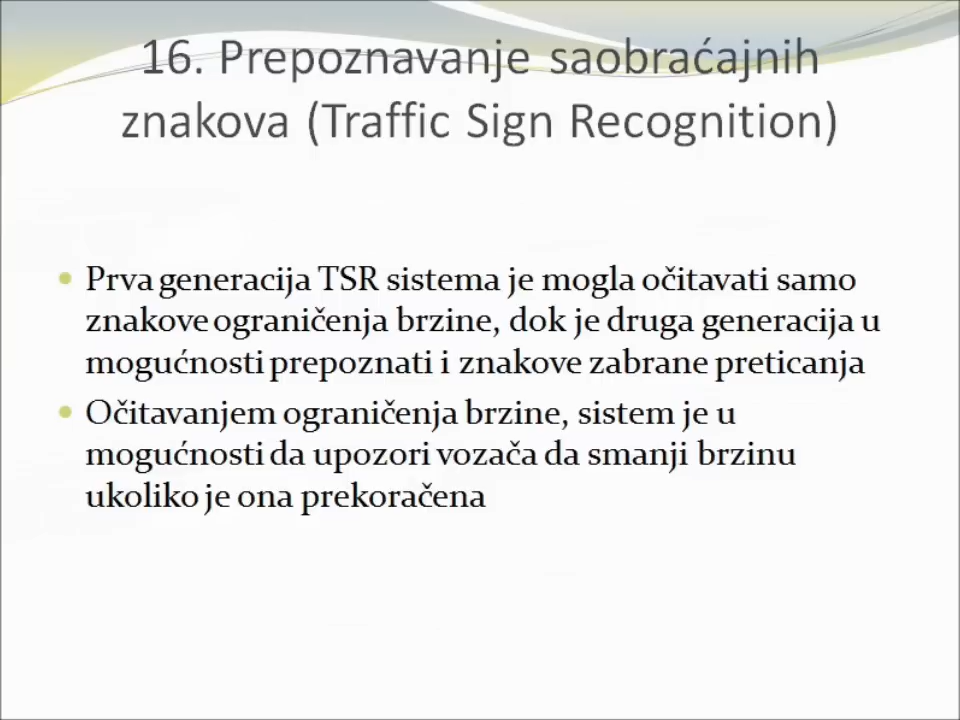 16. Prepoznavanje saobraćajnih
znakova (Traffic Sign Recognition)
Prva generacija TSR sistema je mogla očitavati samo
znakove ograničenja brzine, dok je druga generacija u
mogućnosti prepoznati i znakove zabrane preticanja
Očitavanjem ograničenja brzine, sistem je u
mogućnosti da upozori vozača da smanji brzinu
ukoliko je ona prekoračena